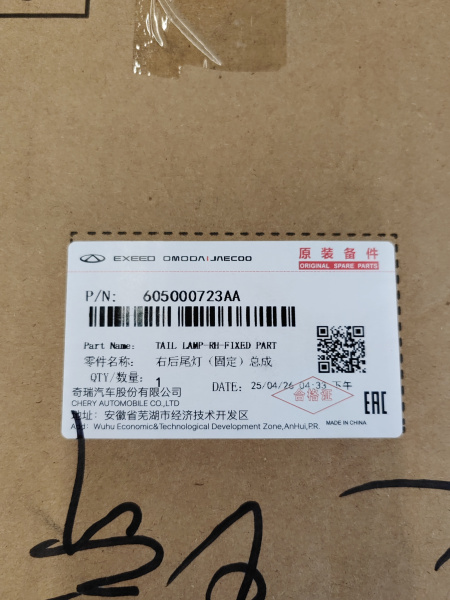 EXEED OMODA | JAECOO
原装备件
ORIGINAL SPARE PARTS
P/N: 605000723AA
Part Name: TAIL LAMP-RH-FIXED PART
零件名称: 右后尾灯（固定）总成
QTY/数量: 1
DATE: 25/04/26 04:33 下午
合格证
EAC
奇瑞汽车股份有限公司
CHERY AUTOMOBILE CO.,LTD
地址: 安徽省芜湖市经济技术开发区
Add: Wuhu Economic&Technological Development Zone,AnHui,P.R.
MADE IN CHINA